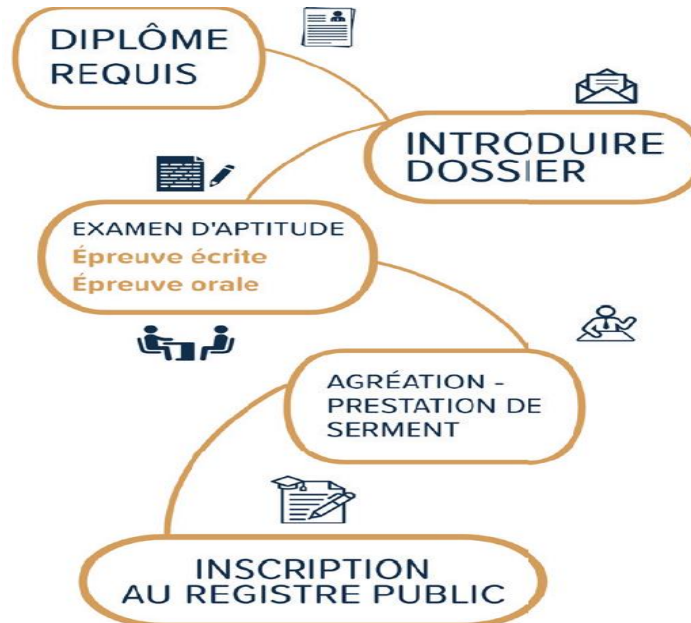 DIPLÔME
REQUIS
INTRODUIRE
DOSSIER
EXAMEN D'APTITUDE
Épreuve écrite
Épreuve orale
AGRÉATION -
PRESTATION DE
SERMENT
INSCRIPTION
AU REGISTRE PUBLIC